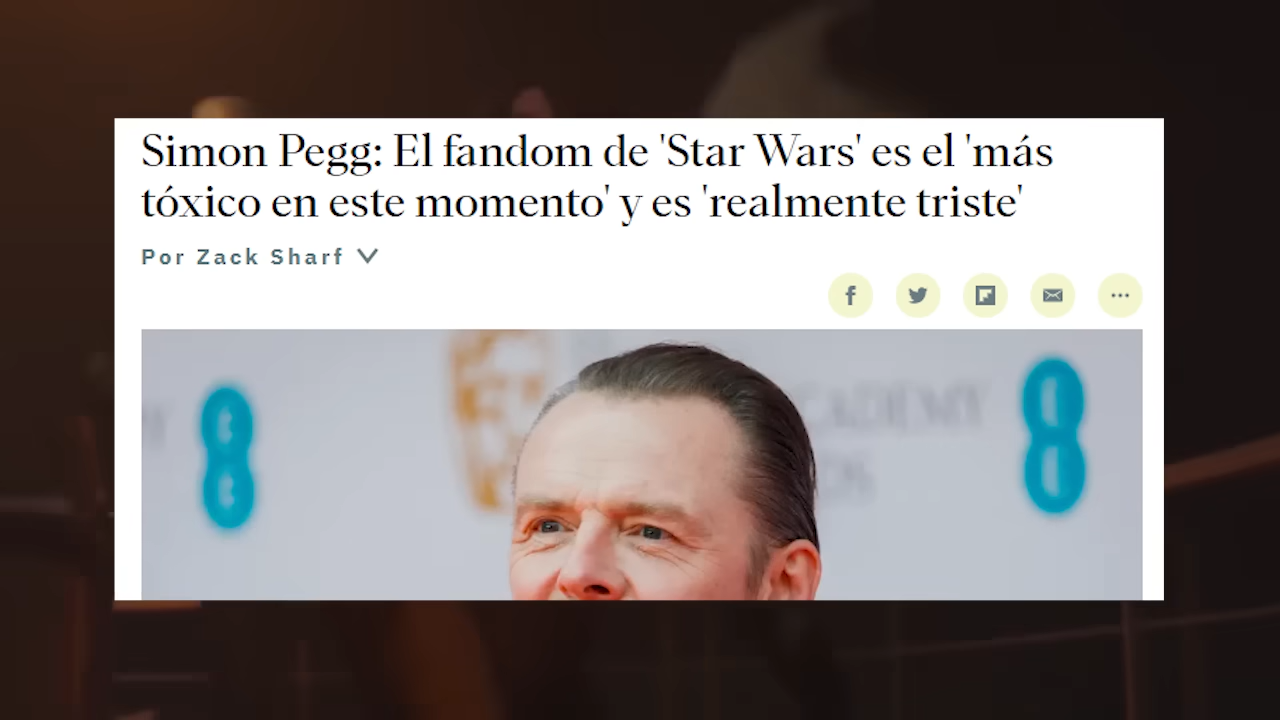 Simon Pegg: El fandom de 'Star Wars' es el 'más
tóxico en este momento' y es 'realmente triste'
Por Zack Sharf
f
CADEMY